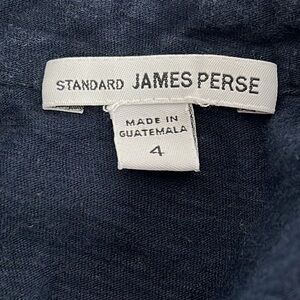 STANDARD JAMES PERSE
MADE IN
GUATEMALA
4